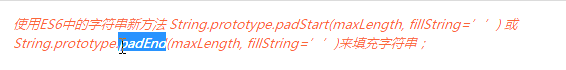 使用ES6中的字符串新方法 String.prototype.padStart(maxLength, fillString=’’) 或
String.prototype.padEnd(maxLength, fillString=’’)来填充字符串；